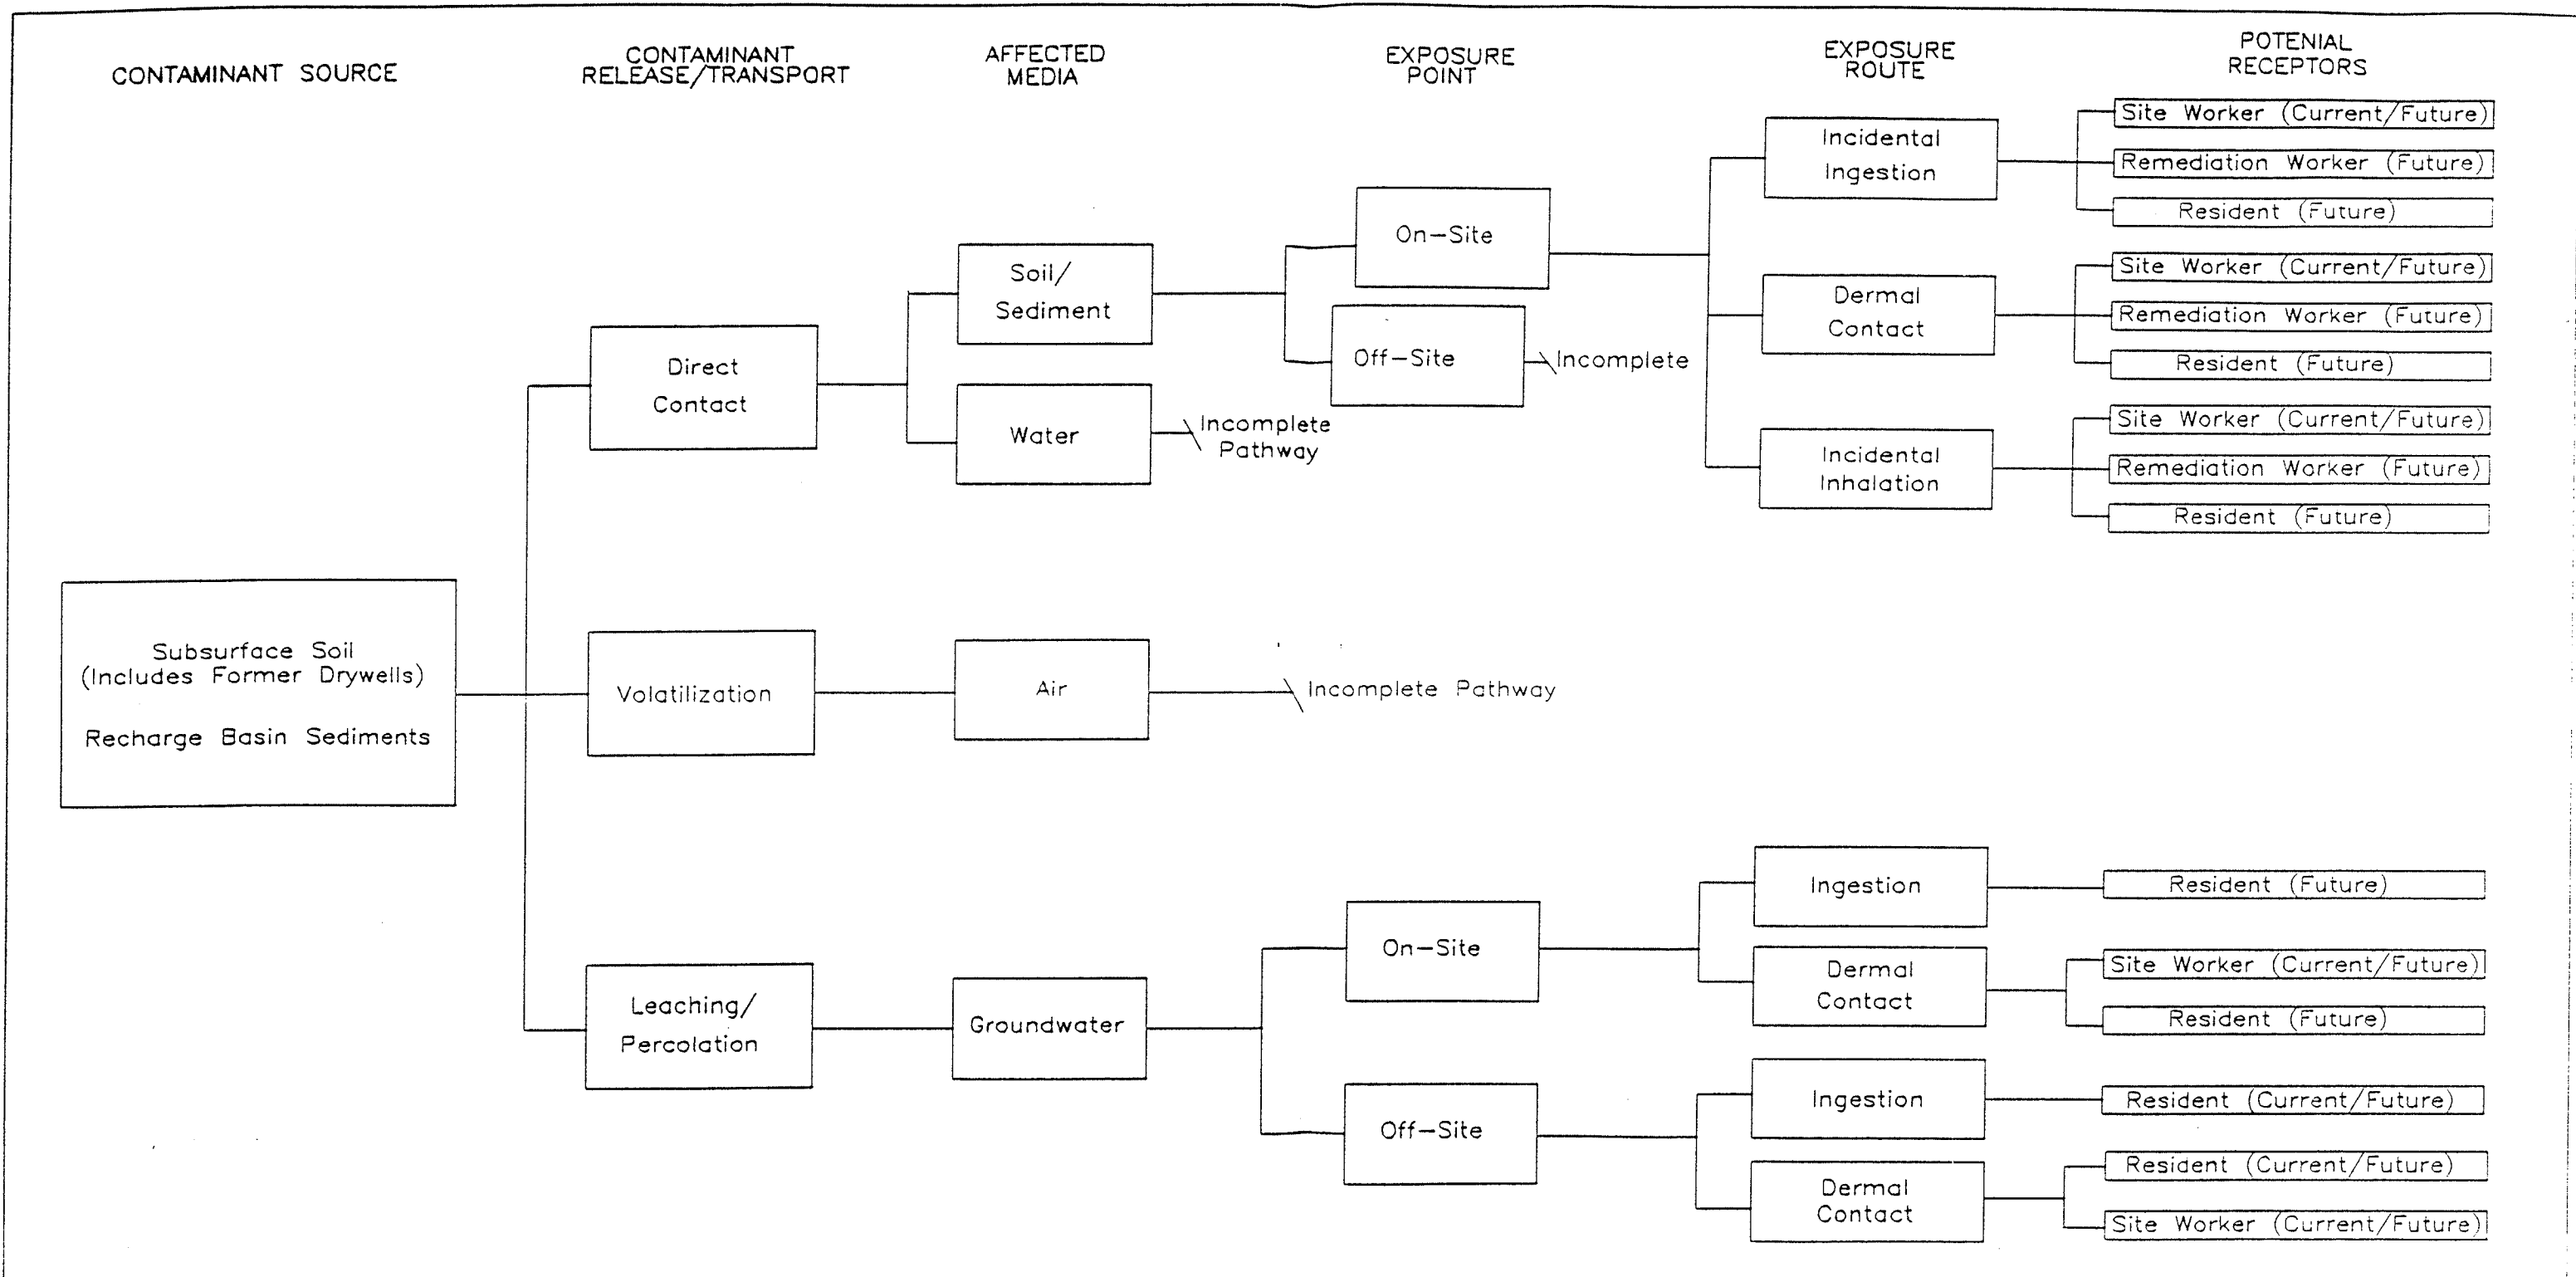 CONTAMINANT SOURCE
CONTAMINANT
RELEASE/TRANSPORT
AFFECTED
MEDIA
EXPOSURE
POINT
EXPOSURE
ROUTE
POTENIAL
RECEPTORS
Subsurface Soil
(Includes Former Drywells)
Recharge Basin Sediments
Direct
Contact
Soil/
Sediment
Water
Incomplete
Pathway
On-Site
Off-Site
Incomplete
Incidental
Ingestion
Site Worker (Current/Future)
Remediation Worker (Future)
Resident (Future)
Dermal
Contact
Site Worker (Current/Future)
Remediation Worker (Future)
Resident (Future)
Incidental
Inhalation
Site Worker (Current/Future)
Remediation Worker (Future)
Resident (Future)
Volatilization
Air
Incomplete Pathway
Leaching/
Percolation
Groundwater
On-Site
Ingestion
Resident (Future)
Dermal
Contact
Site Worker (Current/Future)
Resident (Future)
Off-Site
Ingestion
Resident (Current/Future)
Dermal
Contact
Resident (Current/Future)
Site Worker (Current/Future)